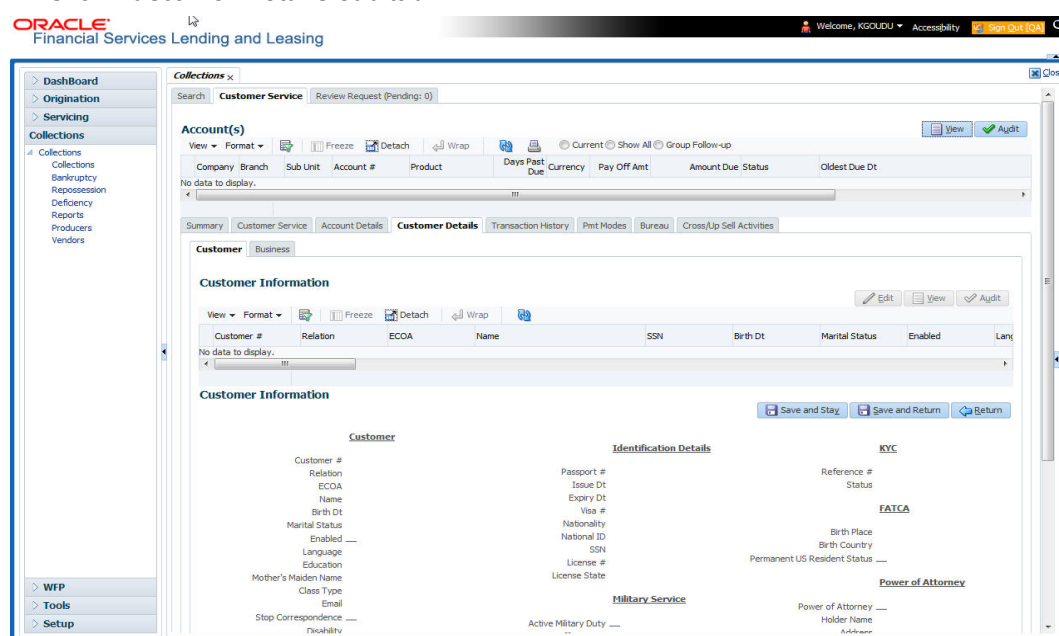 ORACLE
Financial Services Lending and Leasing
Welcome, KGOUDU Accessibility Sign Out [QA]
DashBoard
Origination
Servicing
Collections
Collections
Collections
Bankruptcy
Repossession
Deficiency
Reports
Producers
Vendors
WFP
Tools
Setup
Collections x Clos
Search Customer Service Review Request (Pending: 0)
Account(s)
View Audit
View Format Freeze Detach Wrap Current Show All Group Follow-up
Company Branch Sub Unit Account # Product Days Past Due Currency Pay Off Amt Amount Due Status Oldest Due Dt
No data to display.
Summary Customer Service Account Details Customer Details Transaction History Pmt Modes Bureau Cross/Up Sell Activities
Customer Business
Customer Information
Edit View Audit
View Format Freeze Detach Wrap
Customer # Relation ECOA Name SSN Birth Dt Marital Status Enabled Lang
No data to display.
Customer Information
Save and Stay Save and Return Return
Customer
Customer #
Relation
ECOA
Name
Birth Dt
Marital Status
Enabled
Language
Education
Mother's Maiden Name
Class Type
Email
Stop Correspondence
Disability
Identification Details
Passport #
Issue Dt
Expiry Dt
Visa #
Nationality
National ID
SSN
License #
License State
Military Service
Active Military Duty
KYC
Reference #
Status
FATCA
Birth Place
Birth Country
Permanent US Resident Status
Power of Attorney
Power of Attorney
Holder Name
Address